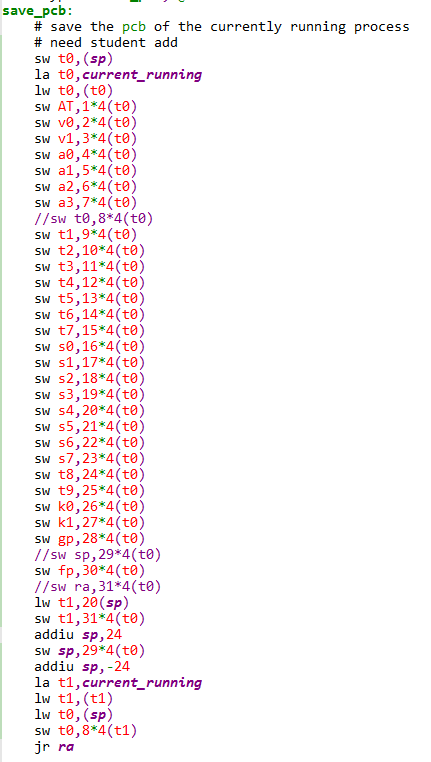 save_pcb:
# save the pcb of the currently running process
# need student add
sw t0,(sp)
la t0,current_running
lw t0,(t0)
sw AT,1*4(t0)
sw v0,2*4(t0)
sw v1,3*4(t0)
sw a0,4*4(t0)
sw a1,5*4(t0)
sw a2,6*4(t0)
sw a3,7*4(t0)
//sw t0,8*4(t0)
sw t1,9*4(t0)
sw t2,10*4(t0)
sw t3,11*4(t0)
sw t4,12*4(t0)
sw t5,13*4(t0)
sw t6,14*4(t0)
sw t7,15*4(t0)
sw s0,16*4(t0)
sw s1,17*4(t0)
sw s2,18*4(t0)
sw s3,19*4(t0)
sw s4,20*4(t0)
sw s5,21*4(t0)
sw s6,22*4(t0)
sw s7,23*4(t0)
sw t8,24*4(t0)
sw t9,25*4(t0)
sw k0,26*4(t0)
sw k1,27*4(t0)
sw gp,28*4(t0)
//sw sp,29*4(t0)
sw fp,30*4(t0)
//sw ra,31*4(t0)
lw t1,20(sp)
sw t1,31*4(t0)
addiu sp,24
sw sp,29*4(t0)
addiu sp,-24
la t1,current_running
lw t1,(t1)
lw t0,(sp)
sw t0,8*4(t1)
jr ra